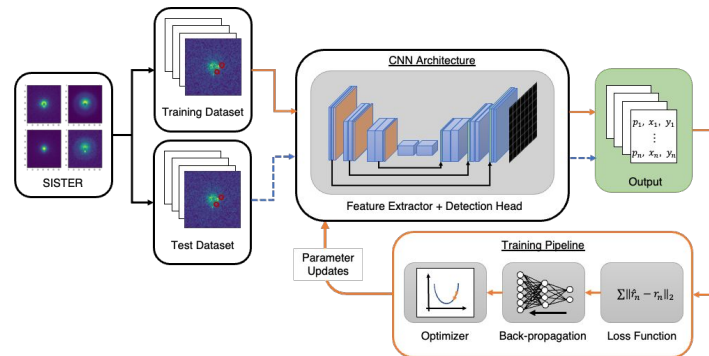 SISTER
Training Dataset
Test Dataset
CNN Architecture
Feature Extractor + Detection Head
p₁, x₁, y₁
⋮
pₙ, xₙ, yₙ
Output
Parameter
Updates
Training Pipeline
Optimizer
Back-propagation
∑‖r̂ₙ − rₙ‖₂
Loss Function